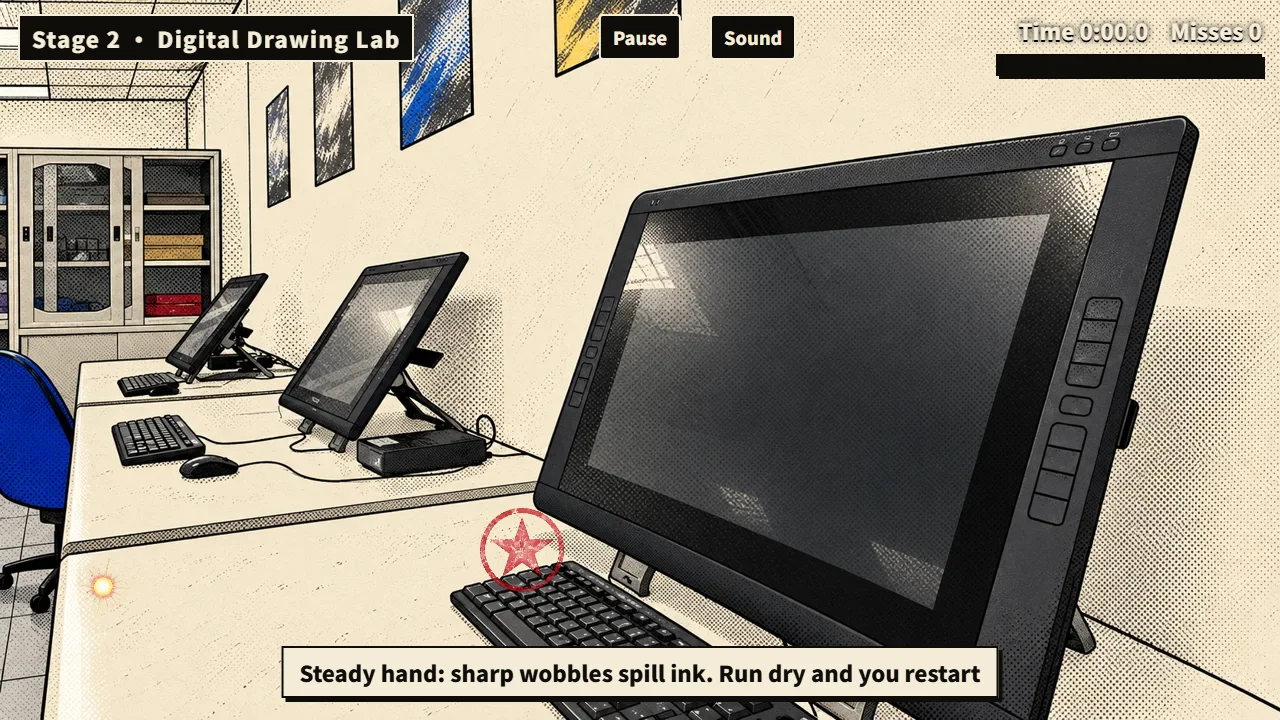 Stage 2 • Digital Drawing Lab
Pause
Sound
Time 0:00.0 Misses 0
Steady hand: sharp wobbles spill ink. Run dry and you restart